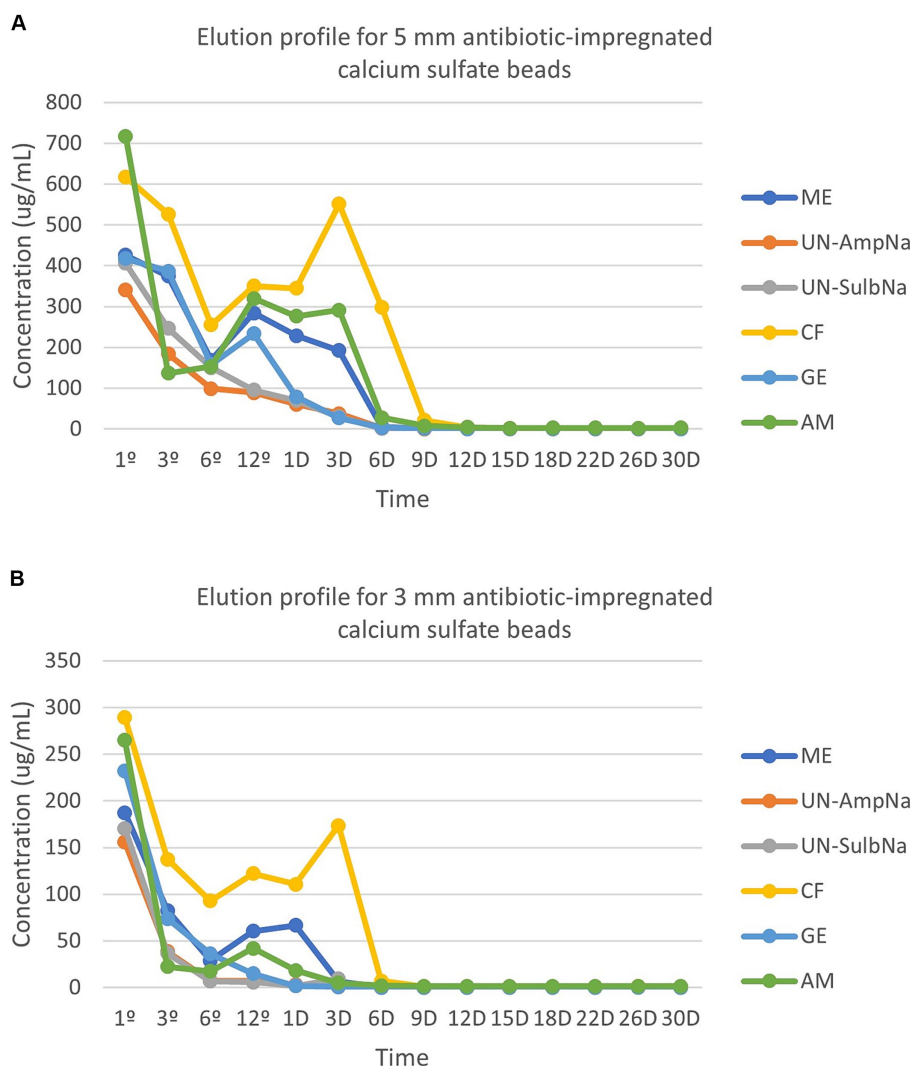 A
Elution profile for 5 mm antibiotic-impregnated
calcium sulfate beads
Concentration (ug/mL)
800
700
600
500
400
300
200
100
0
1º 3º 6º 12º 1D 3D 6D 9D 12D 15D 18D 22D 26D 30D
Time
ME
UN-AmpNa
UN-SulbNa
CF
GE
AM
B
Elution profile for 3 mm antibiotic-impregnated
calcium sulfate beads
Concentration (ug/mL)
350
300
250
200
150
100
50
0
1º 3º 6º 12º 1D 3D 6D 9D 12D 15D 18D 22D 26D 30D
Time
ME
UN-AmpNa
UN-SulbNa
CF
GE
AM